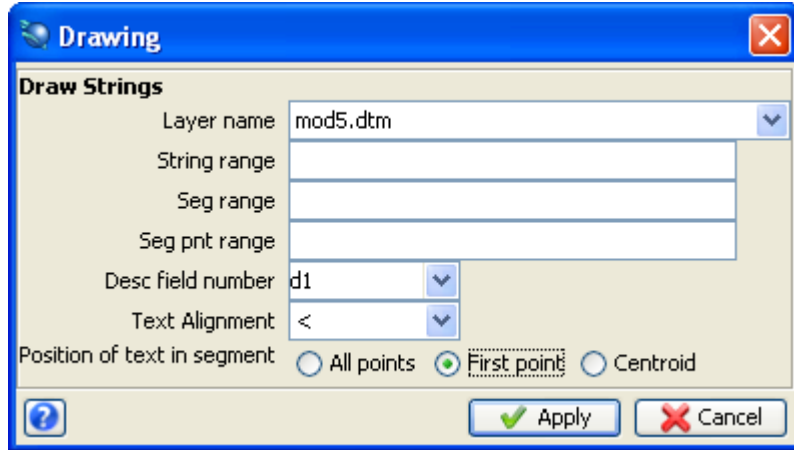 Drawing
Draw Strings
Layer name mod5.dtm
String range
Seg range
Seg pnt range
Desc field number d1
Text Alignment <
Position of text in segment All points First point Centroid
? Apply Cancel